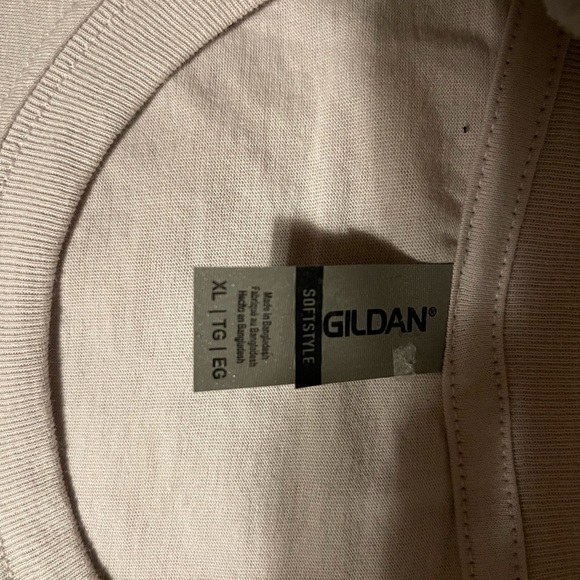 GILDAN®
SOFTSTYLE
Made in Bangladesh
Fabriqué au Bangladesh
Hecho en Bangladesh
XL | TG | EG